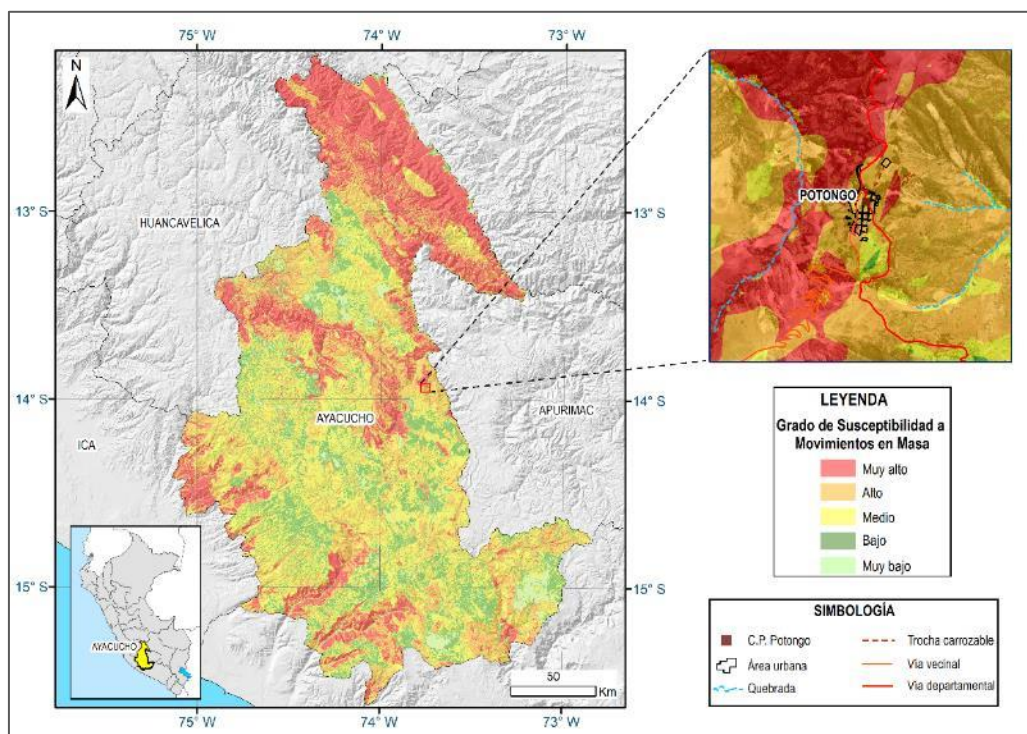 75° W
74° W
73° W
N
13° S
13° S
HUANCAVELICA
POTONGO
14° S
14° S
AYACUCHO
APURIMAC
ICA
15° S
15° S
AYACUCHO
50
Km
75° W
74° W
73° W
LEYENDA
Grado de Susceptibilidad a
Movimientos en Masa
Muy alto
Alto
Medio
Bajo
Muy bajo
SIMBOLOGÍA
C.P. Potongo
Área urbana
Quebrada
Trocha carrozable
Vía vecinal
Vía departamental